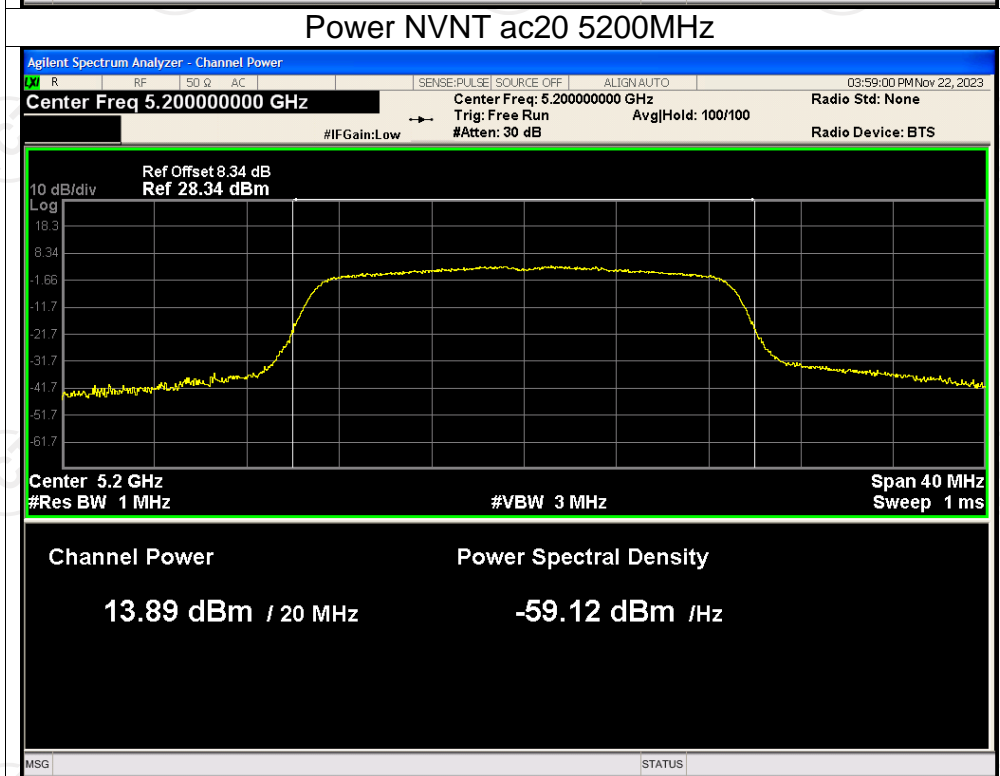 Power NVNT ac20 5200MHz
Agilent Spectrum Analyzer - Channel Power
LXI R RF 50 Ω AC SENSE:PULSE SOURCE OFF ALIGN AUTO 03:59:00 PM Nov 22, 2023
Center Freq 5.200000000 GHz Center Freq: 5.200000000 GHz Radio Std: None
Trig: Free Run Avg|Hold: 100/100
#IFGain:Low #Atten: 30 dB Radio Device: BTS
Ref Offset 8.34 dB
10 dB/div Ref 28.34 dBm
Log
18.3
8.34
-1.66
-11.7
-21.7
-31.7
-41.7
-51.7
-61.7
Center 5.2 GHz Span 40 MHz
#Res BW 1 MHz #VBW 3 MHz Sweep 1 ms
Channel Power Power Spectral Density
13.89 dBm / 20 MHz -59.12 dBm /Hz
MSG STATUS